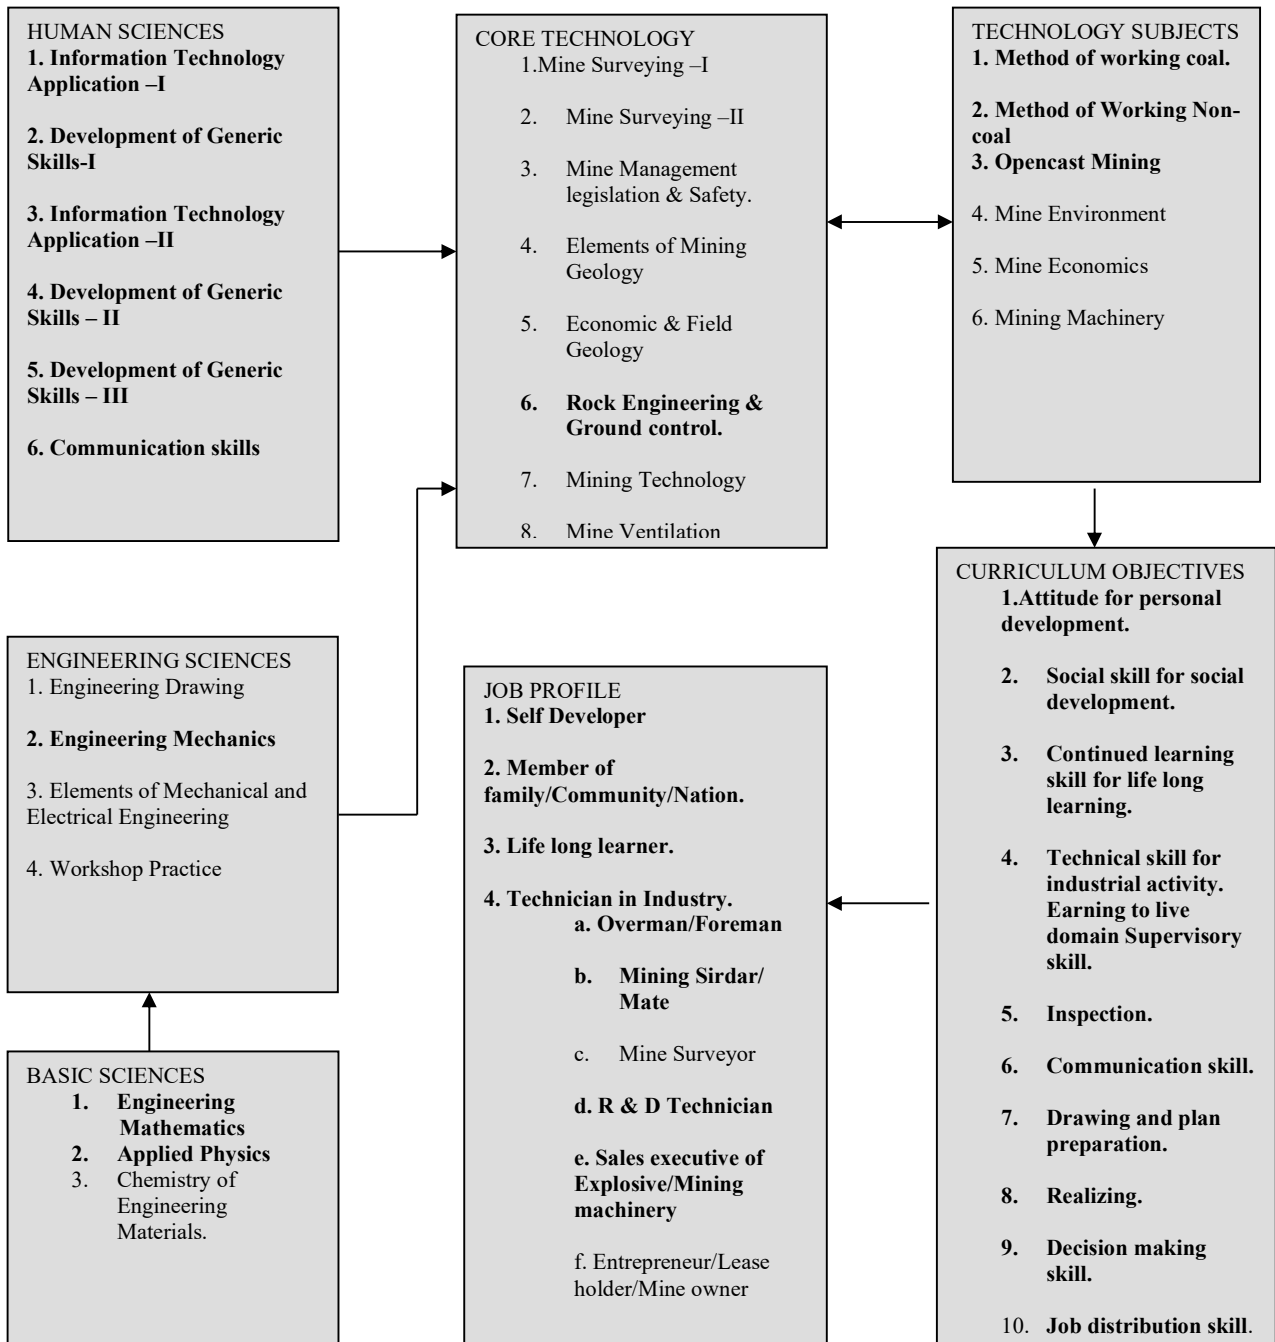 HUMAN SCIENCES
1. Information Technology
Application –I
2. Development of Generic
Skills-I
3. Information Technology
Application –II
4. Development of Generic
Skills – II
5. Development of Generic
Skills – III
6. Communication skills
CORE TECHNOLOGY
1.Mine Surveying –I
2. Mine Surveying –II
3. Mine Management
legislation & Safety.
4. Elements of Mining
Geology
5. Economic & Field
Geology
6. Rock Engineering &
Ground control.
7. Mining Technology
8. Mine Ventilation
TECHNOLOGY SUBJECTS
1. Method of working coal.
2. Method of Working Non-
coal
3. Opencast Mining
4. Mine Environment
5. Mine Economics
6. Mining Machinery
ENGINEERING SCIENCES
1. Engineering Drawing
2. Engineering Mechanics
3. Elements of Mechanical and
Electrical Engineering
4. Workshop Practice
BASIC SCIENCES
1. Engineering
Mathematics
2. Applied Physics
3. Chemistry of
Engineering
Materials.
JOB PROFILE
1. Self Developer
2. Member of
family/Community/Nation.
3. Life long learner.
4. Technician in Industry.
a. Overman/Foreman
b. Mining Sirdar/
Mate
c. Mine Surveyor
d. R & D Technician
e. Sales executive of
Explosive/Mining
machinery
f. Entrepreneur/Lease
holder/Mine owner
CURRICULUM OBJECTIVES
1.Attitude for personal
development.
2. Social skill for social
development.
3. Continued learning
skill for life long
learning.
4. Technical skill for
industrial activity.
Earning to live
domain Supervisory
skill.
5. Inspection.
6. Communication skill.
7. Drawing and plan
preparation.
8. Realizing.
9. Decision making
skill.
10. Job distribution skill.